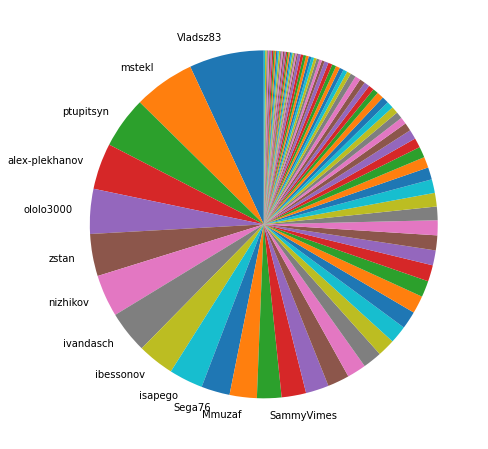 Vladsz83
mstekl
ptupitsyn
alex-plekhanov
ololo3000
zstan
nizhikov
ivandasch
ibessonov
isapego
Sega76
Mmuzaf
SammyVimes